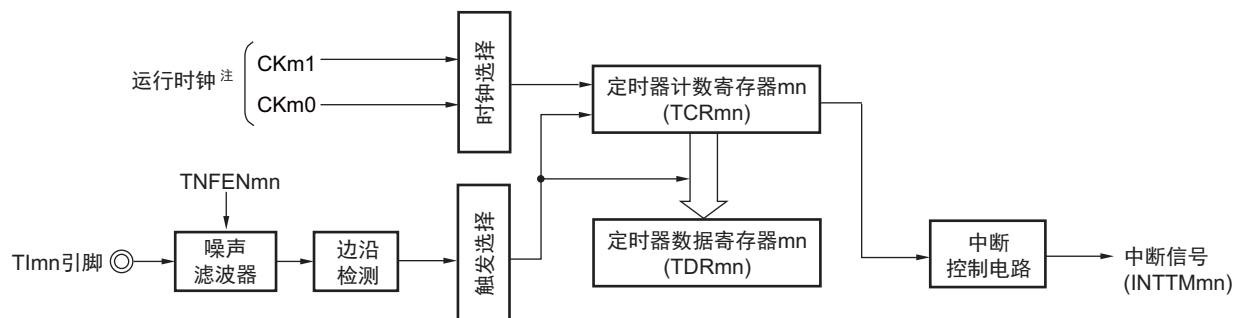 运行时钟 注
CKm1
CKm0
时钟选择
定时器计数寄存器mn
(TCRmn)
TNFENmn
TImn引脚
噪声
滤波器
边沿
检测
触发选择
定时器数据寄存器mn
(TDRmn)
中断
控制电路
中断信号
(INTTMmn)